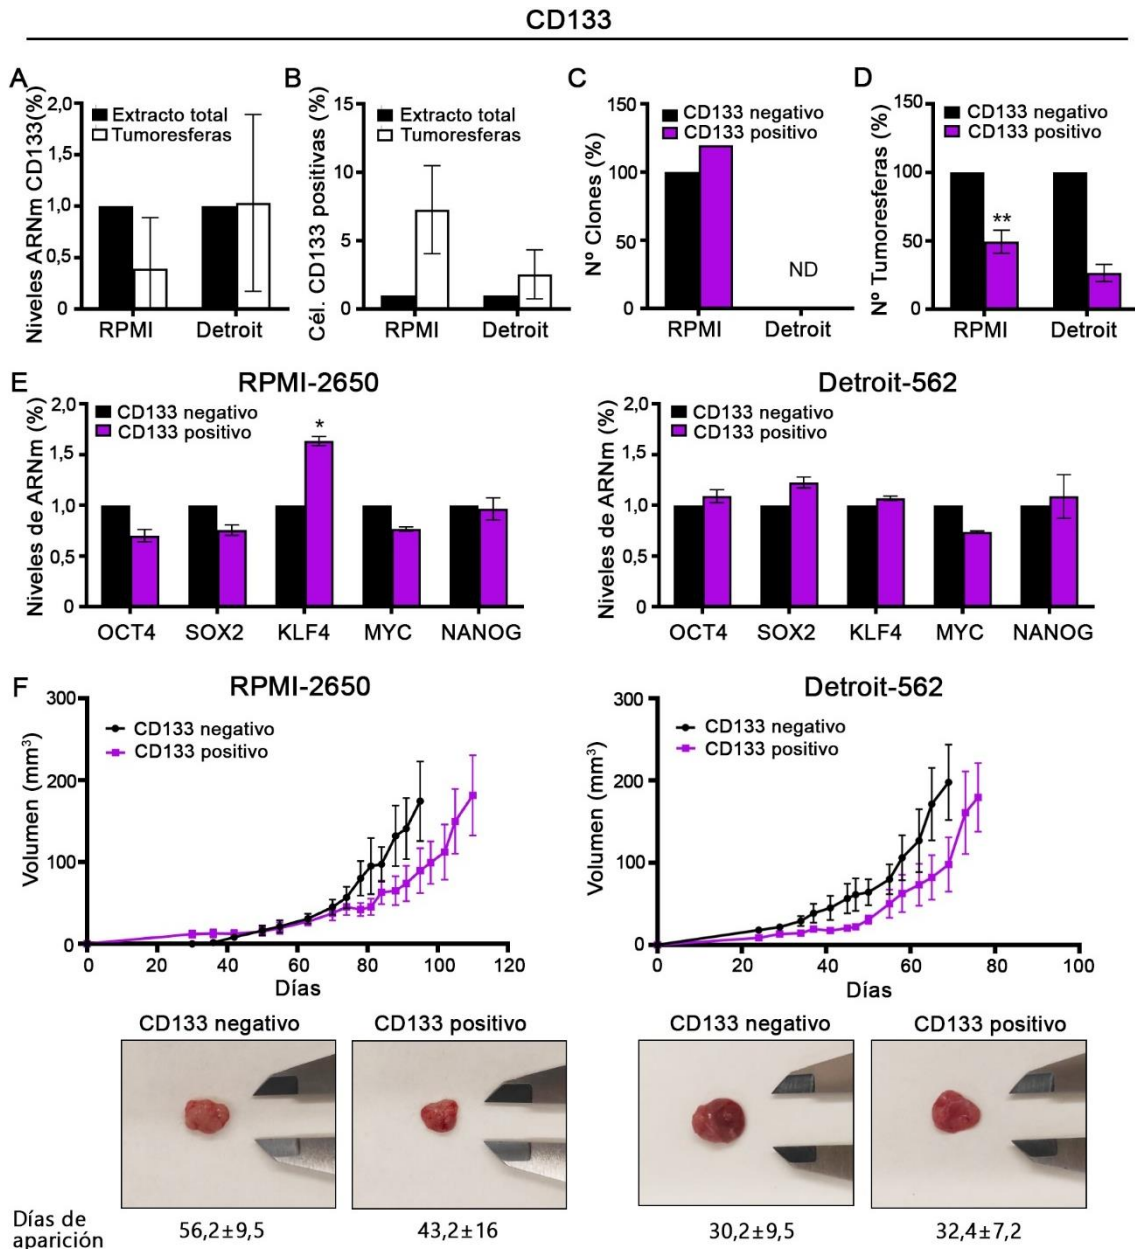 CD133
A
Niveles ARNm CD133(%)
2,0
1,0
0,5
0
Extracto total
Tumoresferas
RPMI
Detroit
B
Cél. CD133 positivas (%)
15
10
5
0
Extracto total
Tumoresferas
RPMI
Detroit
C
Nº Clones (%)
150
100
50
0
CD133 negativo
CD133 positivo
ND
RPMI
Detroit
D
Nº Tumoresferas (%)
150
100
50
0
CD133 negativo
CD133 positivo
**
RPMI
Detroit
E
RPMI-2650
Niveles de ARNm (%)
2,0
1,5
1,0
0,5
0
CD133 negativo
CD133 positivo
*
OCT4
SOX2
KLF4
MYC
NANOG
Detroit-562
Niveles de ARNm (%)
2,0
1,5
1,0
0,5
0
CD133 negativo
CD133 positivo
OCT4
SOX2
KLF4
MYC
NANOG
F
RPMI-2650
Volumen (mm³)
300
200
100
0
CD133 negativo
CD133 positivo
0 20 40 60 80 100 120
Días
Detroit-562
Volumen (mm³)
300
200
100
0
CD133 negativo
CD133 positivo
0 20 40 60 80 100
Días
CD133 negativo
CD133 positivo
CD133 negativo
CD133 positivo
Días de
aparición
56,2±9,5
43,2±16
30,2±9,5
32,4±7,2